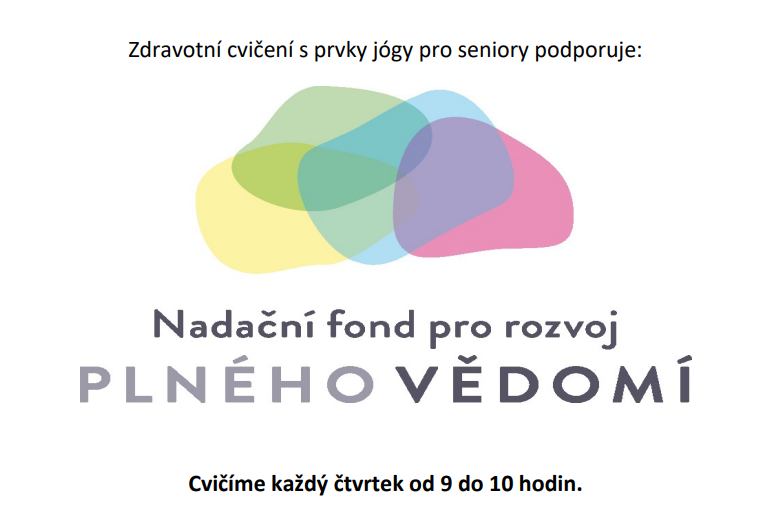 Zdravotní cvičení s prvky jógy pro seniory podporuje:
Nadační fond pro rozvoj
PLNÉHO VĚDOMÍ
Cvičíme každý čtvrtek od 9 do 10 hodin.